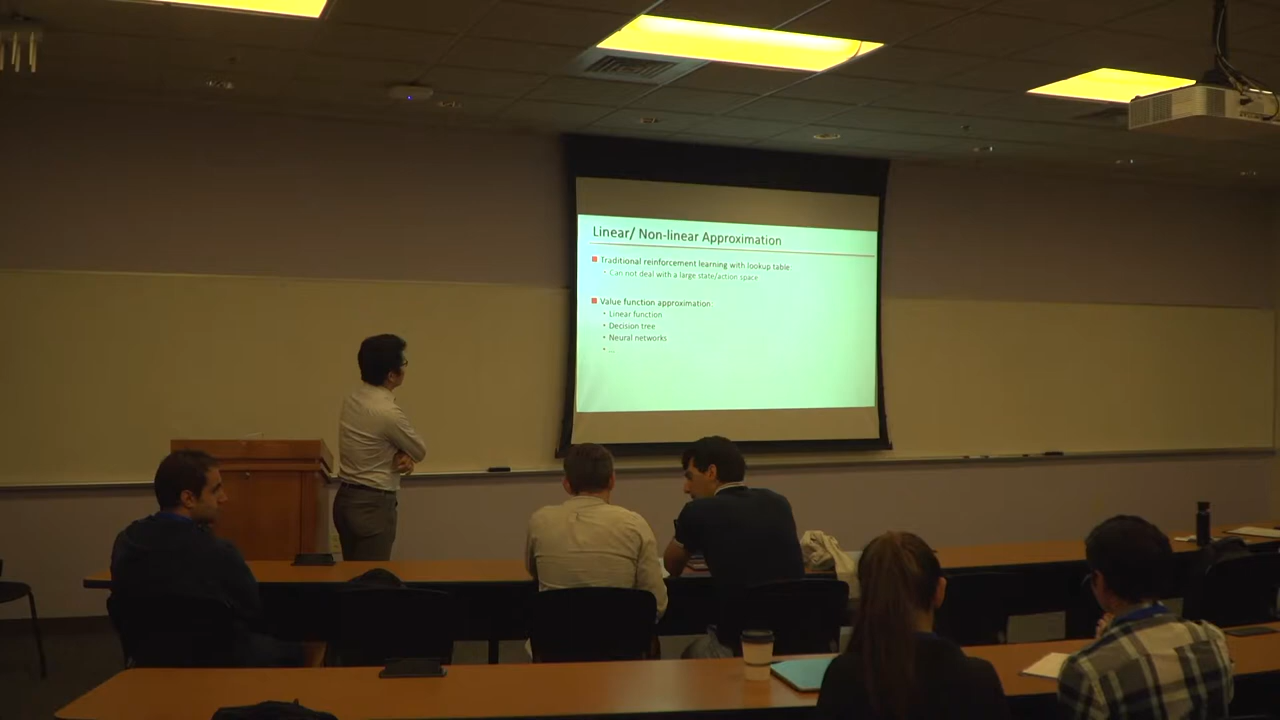 Linear/ Non-linear Approximation
Traditional reinforcement learning with lookup table:
• Can not deal with a large state/action space
Value function approximation:
• Linear function
• Decision tree
• Neural networks
• ...